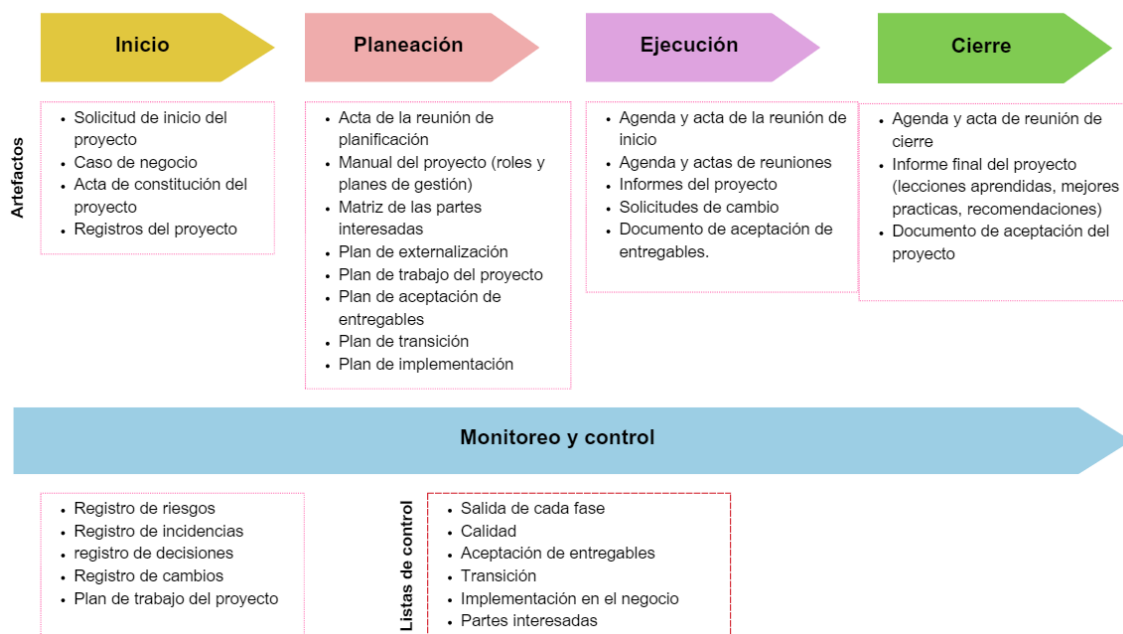 Inicio
Planeación
Ejecución
Cierre
Artefactos
• Solicitud de inicio del
proyecto
• Caso de negocio
• Acta de constitución del
proyecto
• Registros del proyecto
• Acta de la reunión de
planificación
• Manual del proyecto (roles y
planes de gestión)
• Matriz de las partes
interesadas
• Plan de externalización
• Plan de trabajo del proyecto
• Plan de aceptación de
entregables
• Plan de transición
• Plan de implementación
• Agenda y acta de la reunión de
inicio
• Agenda y actas de reuniones
• Informes del proyecto
• Solicitudes de cambio
• Documento de aceptación de
entregables.
• Agenda y acta de reunión de
cierre
• Informe final del proyecto
(lecciones aprendidas, mejores
practicas, recomendaciones)
• Documento de aceptación del
proyecto
Monitoreo y control
• Registro de riesgos
• Registro de incidencias
• registro de decisiones
• Registro de cambios
• Plan de trabajo del proyecto
Listas de control
• Salida de cada fase
• Calidad
• Aceptación de entregables
• Transición
• Implementación en el negocio
• Partes interesadas